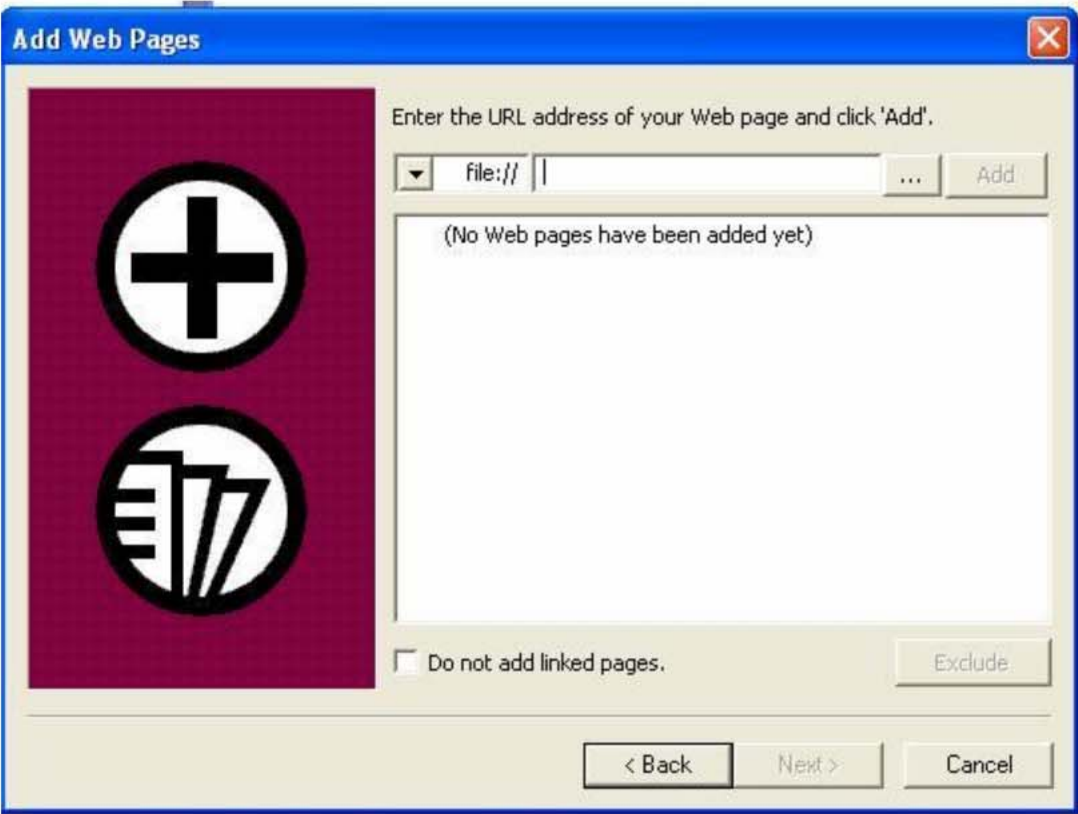 Add Web Pages
Enter the URL address of your Web page and click 'Add'.
file:// ... Add
(No Web pages have been added yet)
Do not add linked pages. Exclude
< Back Next > Cancel